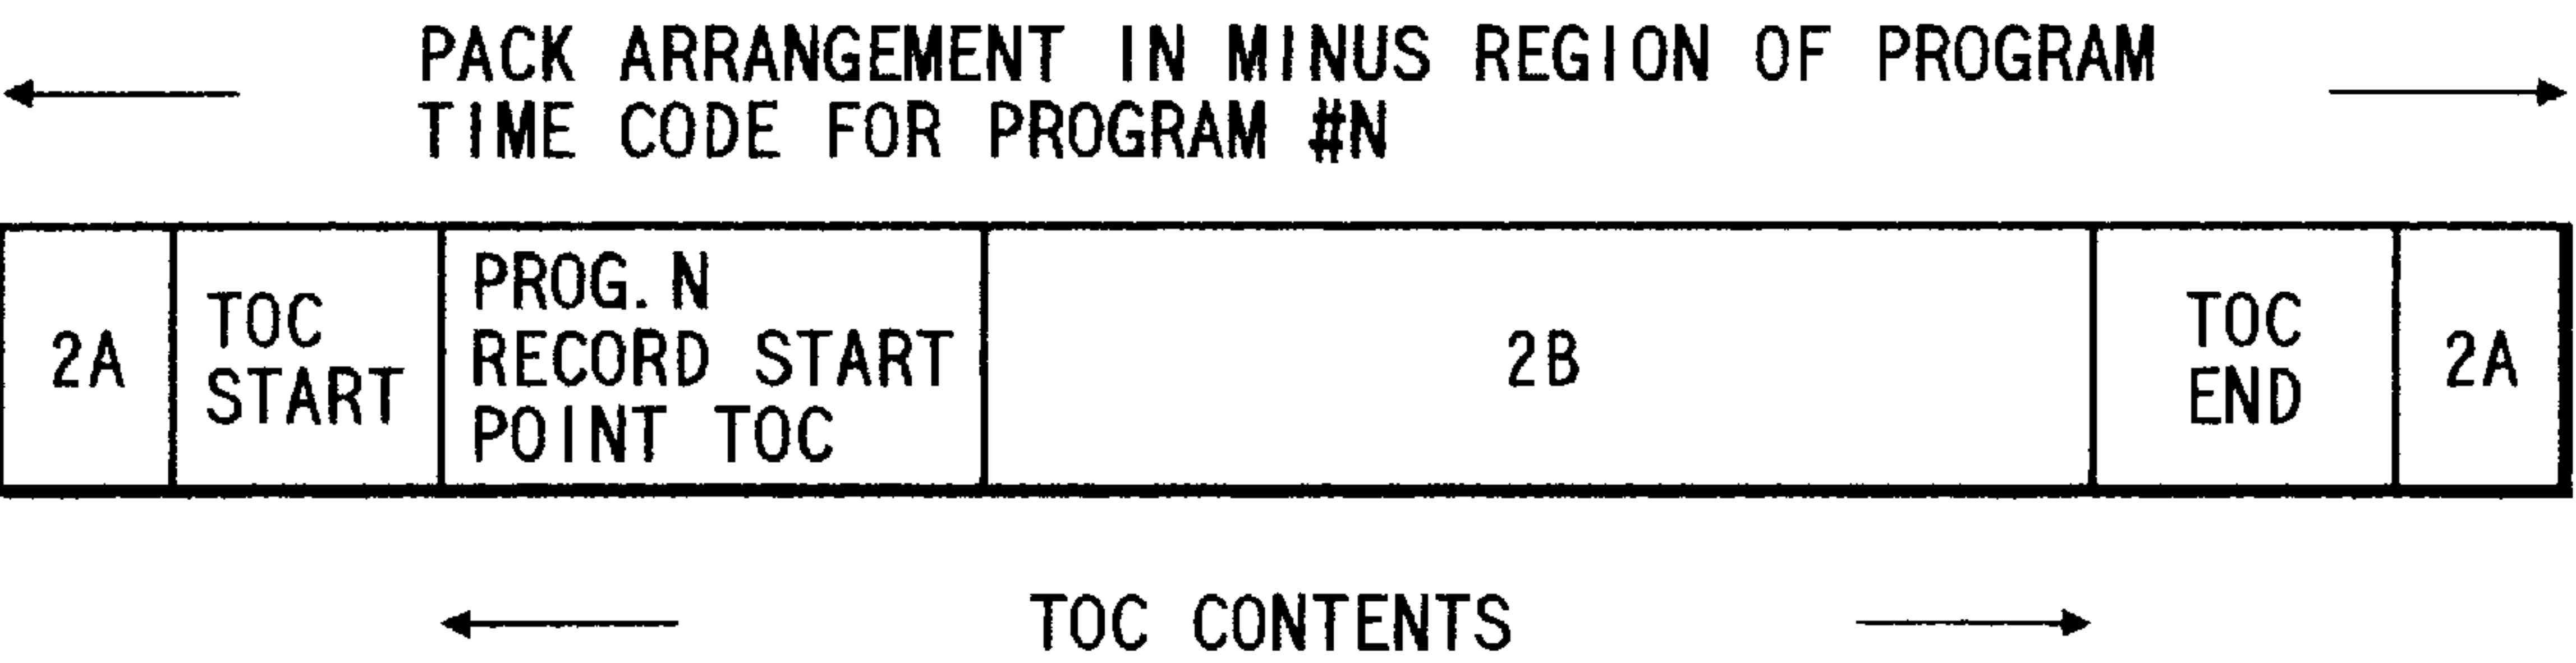 PACK ARRANGEMENT IN MINUS REGION OF PROGRAM
TIME CODE FOR PROGRAM #N
2A
TOC
START
PROG. N
RECORD START
POINT TOC
2B
TOC
END
2A
TOC CONTENTS